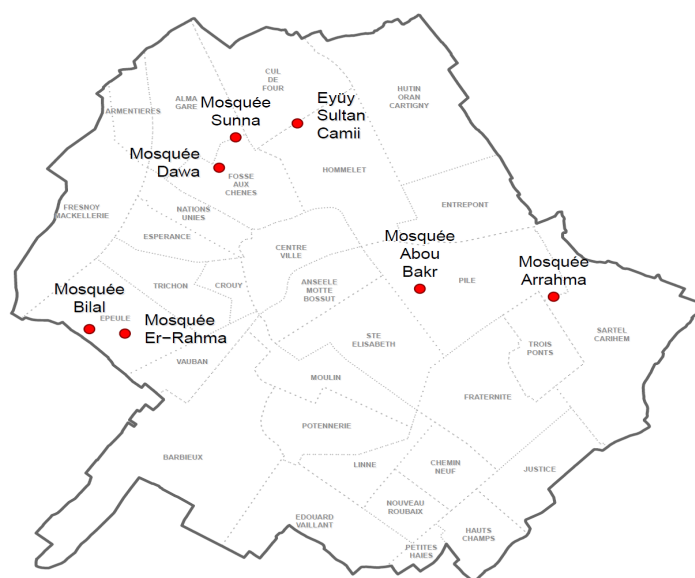 CUL
DE
FOUR
HUTIN
ORAN
CARTIGNY
ALMA
GARE
ARMENTIERES
Mosquée
Sunna
Eyüy
Sultan
Camii
Mosquée
Dawa
FOSSE
AUX
CHENES
HOMMELET
FRESNOY
MACKELLERIE
NATIONS
UNIES
ENTREPONT
ESPERANCE
CENTRE
VILLE
Mosquée
Abou
Bakr
Mosquée
Arrahma
PILE
TRICHON
CROUY
ANSEELE
MOTTE
BOSSUT
Mosquée
Bilal
EPEULE
Mosquée
Er−Rahma
STE
ELISABETH
TROIS
PONTS
SARTEL
CARIHEM
VAUBAN
MOULIN
FRATERNITE
POTENNERIE
BARBIEUX
LINNE
CHEMIN
NEUF
JUSTICE
NOUVEAU
ROUBAIX
EDOUARD
VAILLANT
HAUTS
CHAMPS
PETITES
HAIES